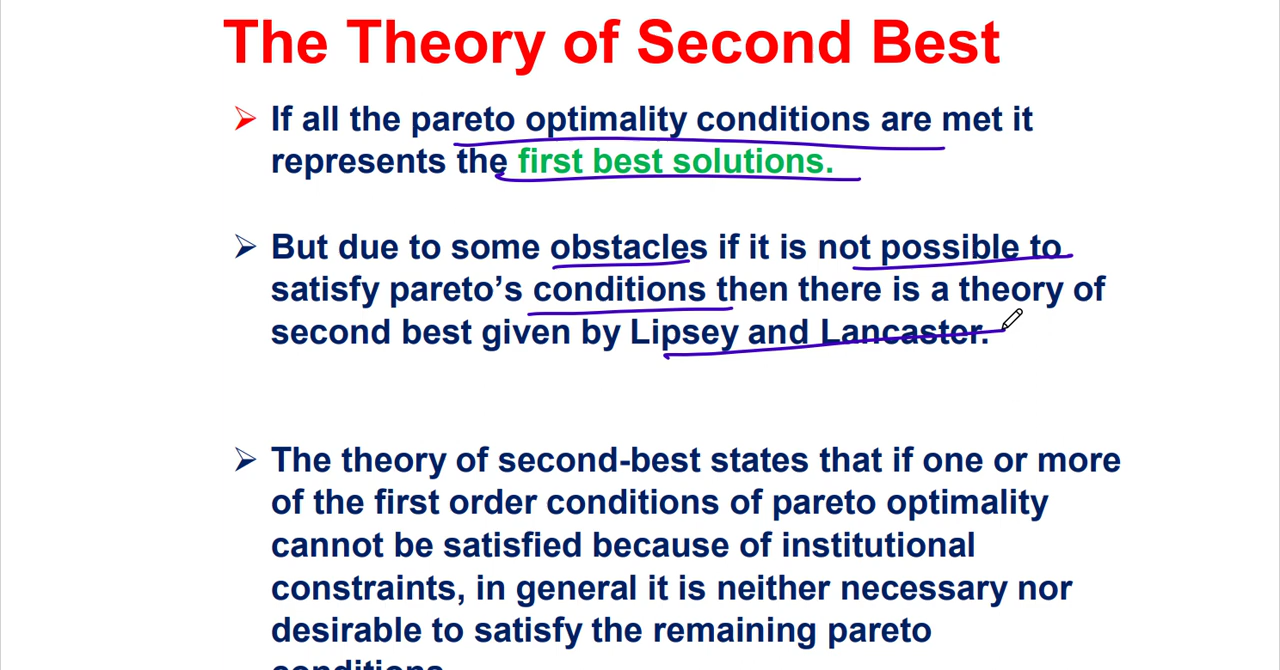 The Theory of Second Best
If all the pareto optimality conditions are met it
represents the first best solutions.
But due to some obstacles if it is not possible to
satisfy pareto’s conditions then there is a theory of
second best given by Lipsey and Lancaster.
The theory of second-best states that if one or more
of the first order conditions of pareto optimality
cannot be satisfied because of institutional
constraints, in general it is neither necessary nor
desirable to satisfy the remaining pareto